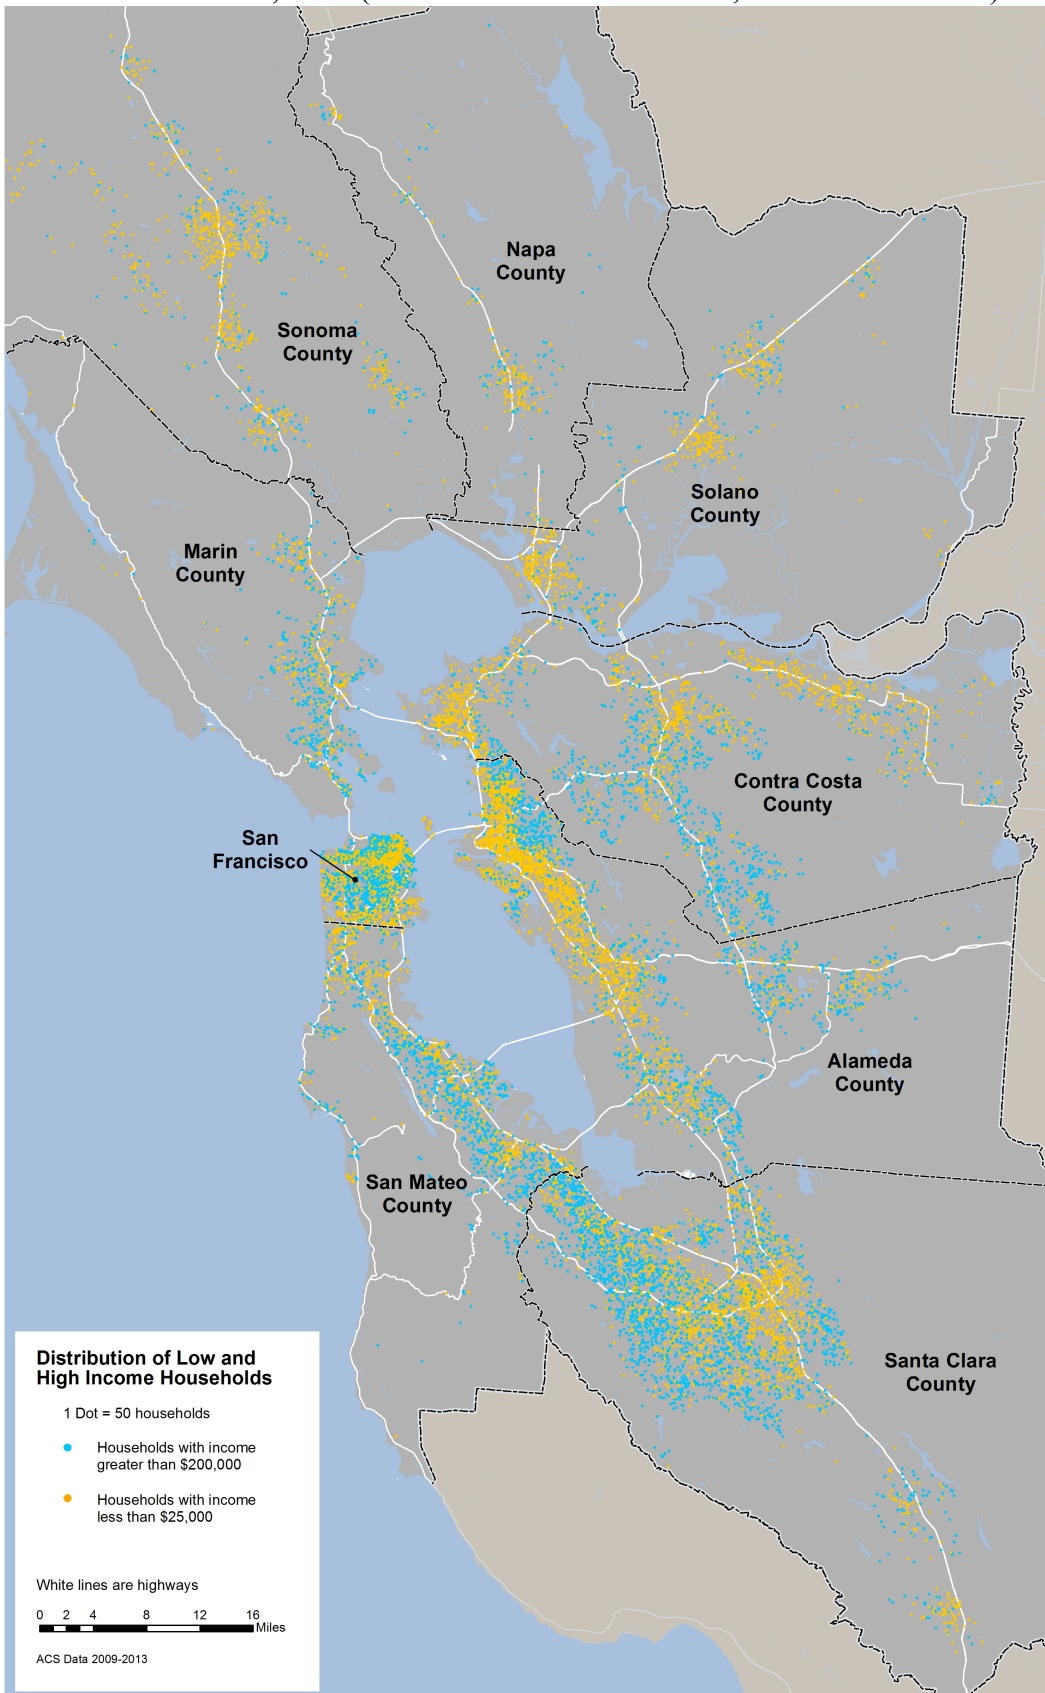 Napa
County
Sonoma
County
Solano
County
Marin
County
Contra Costa
County
San
Francisco
Alameda
County
San Mateo
County
Santa Clara
County
Distribution of Low and
High Income Households
1 Dot = 50 households
Households with income
greater than $200,000
Households with income
less than $25,000
White lines are highways
0 2 4 8 12 16
Miles
ACS Data 2009-2013